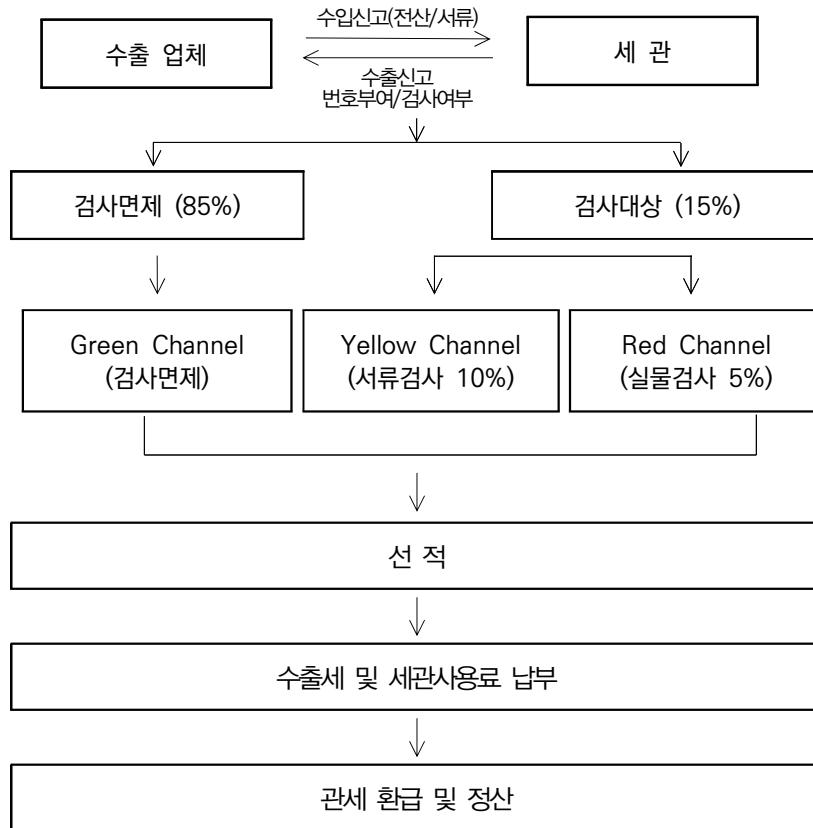 수출 업체
수입신고(전산/서류)
세 관
수출신고
번호부여/검사여부
검사면제 (85%)
검사대상 (15%)
Green Channel
(검사면제)
Yellow Channel
(서류검사 10%)
Red Channel
(실물검사 5%)
선 적
수출세 및 세관사용료 납부
관세 환급 및 정산